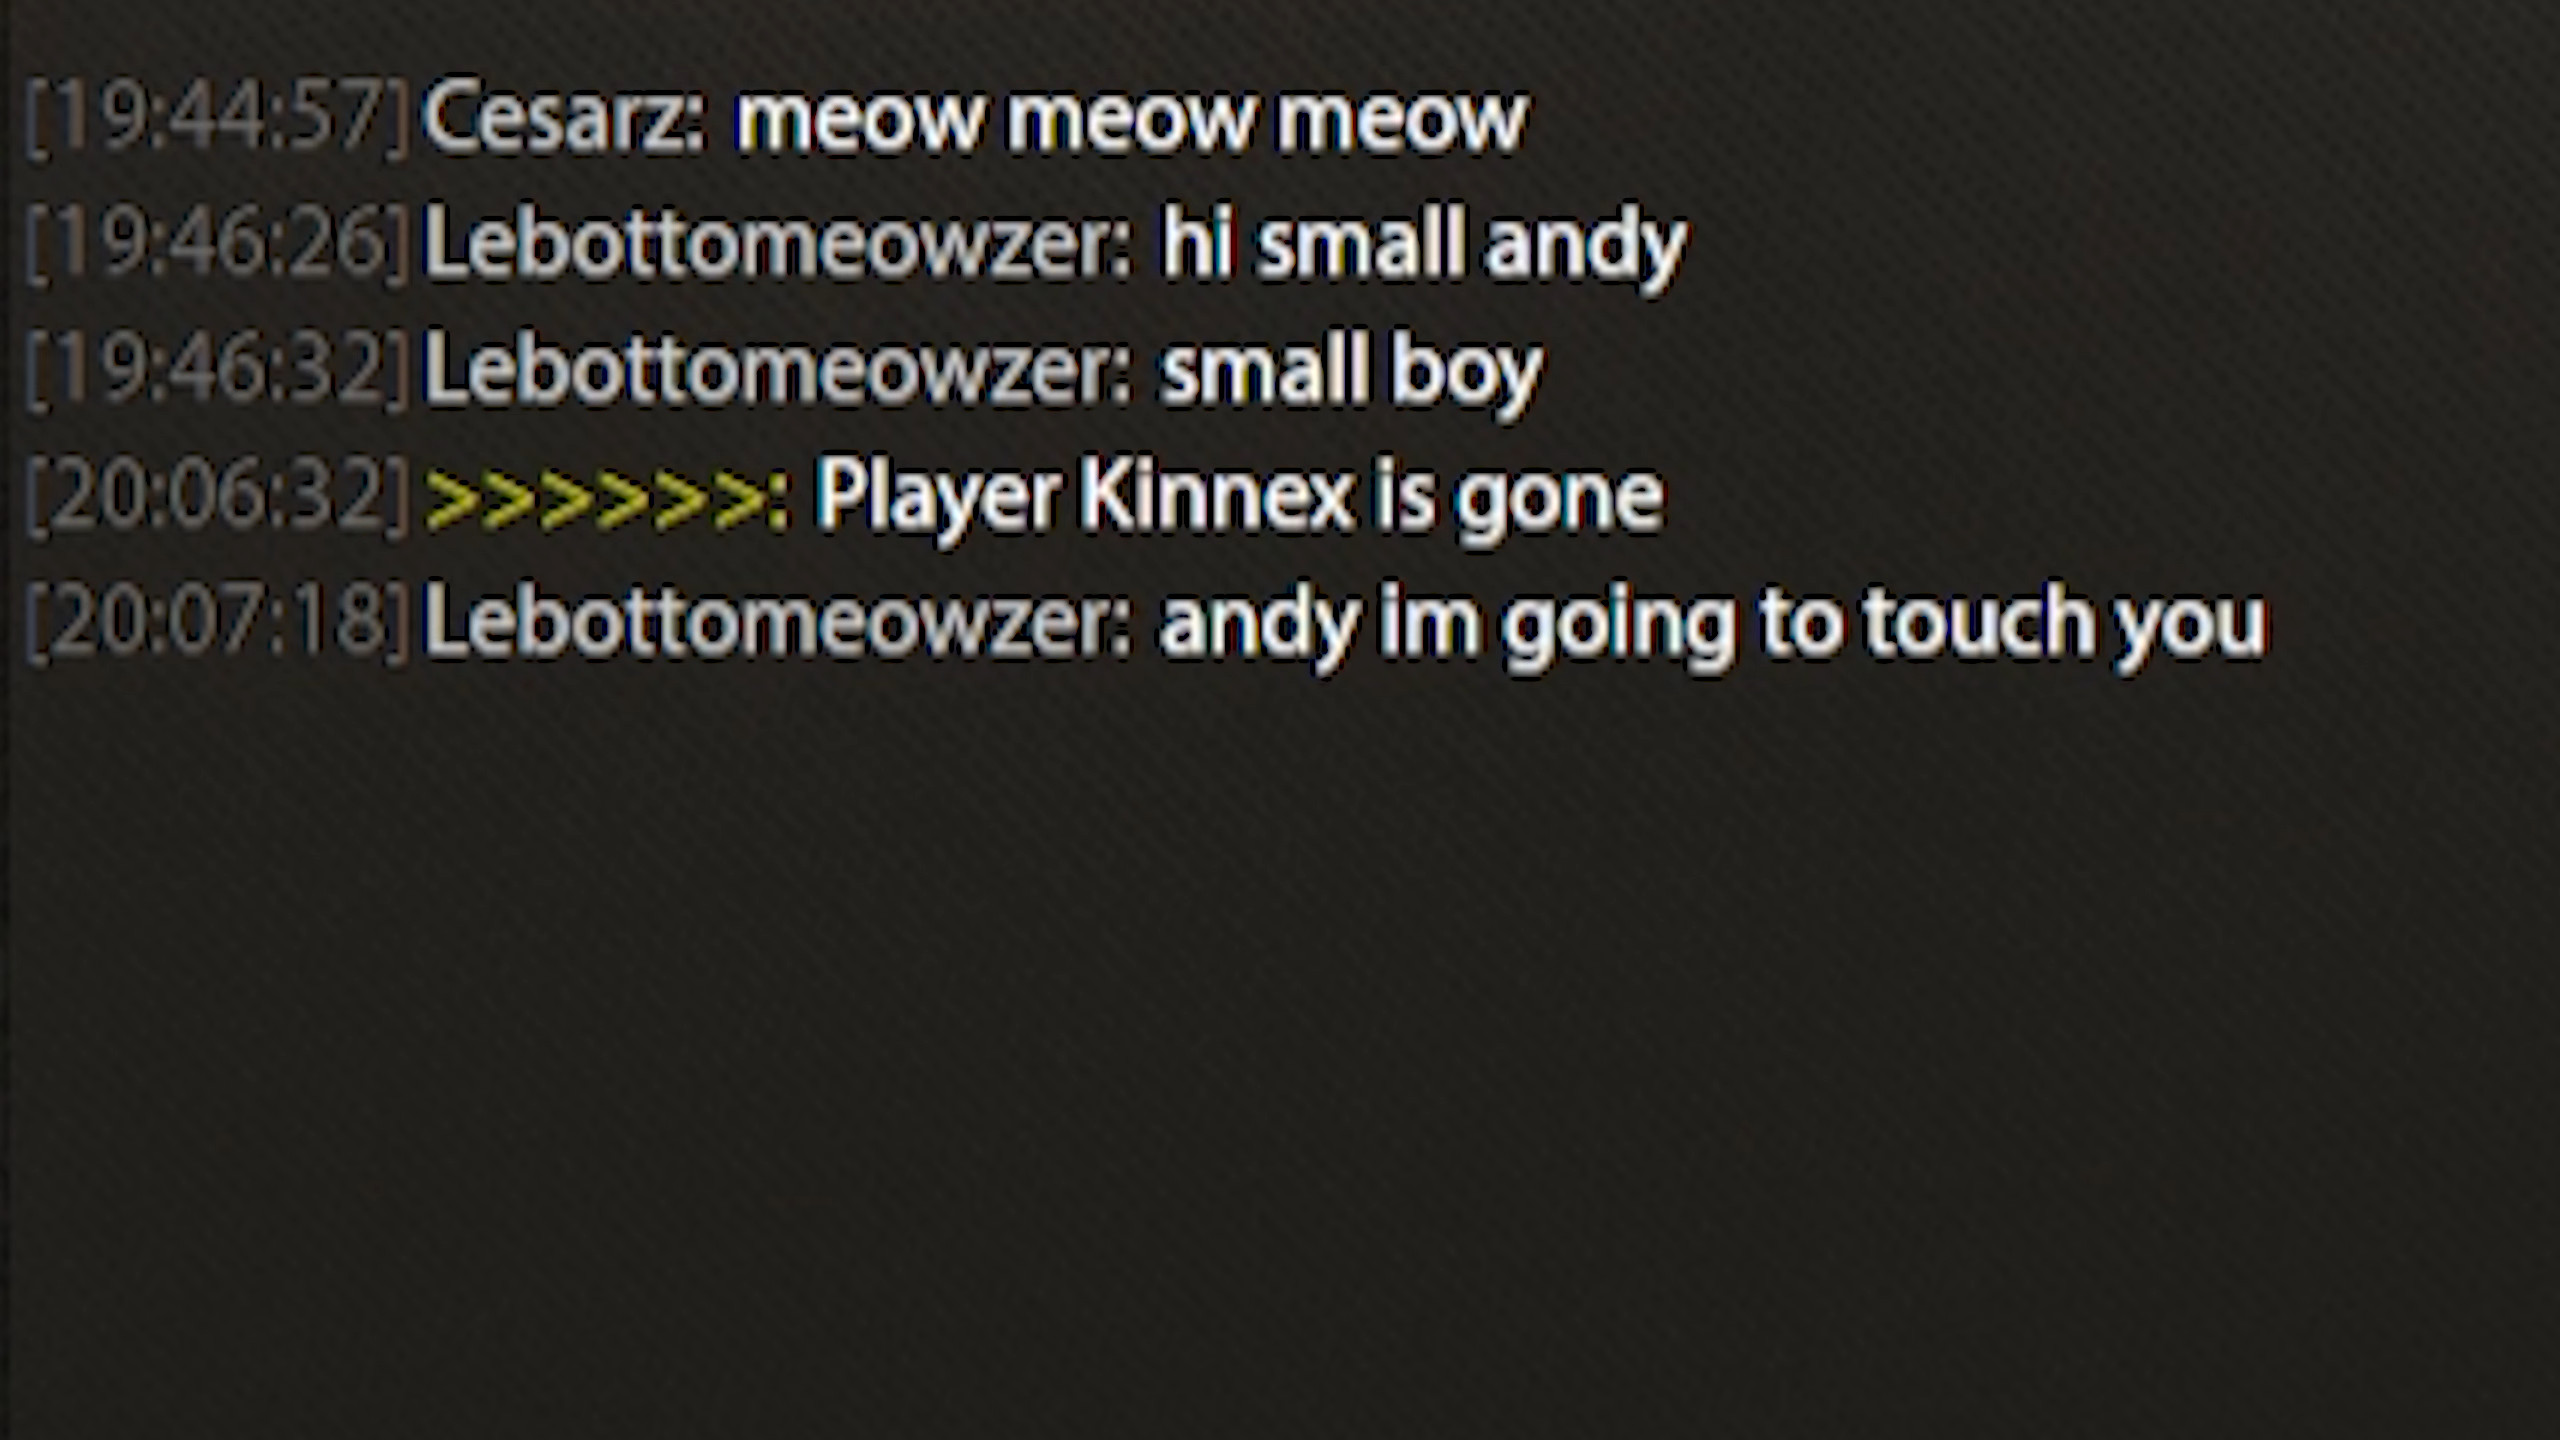 [19:44:57] Cesarz: meow meow meow
[19:46:26] Lebottomeowzer: hi small andy
[19:46:32] Lebottomeowzer: small boy
[20:06:32] >>>>>>: Player Kinnex is gone
[20:07:18] Lebottomeowzer: andy im going to touch you